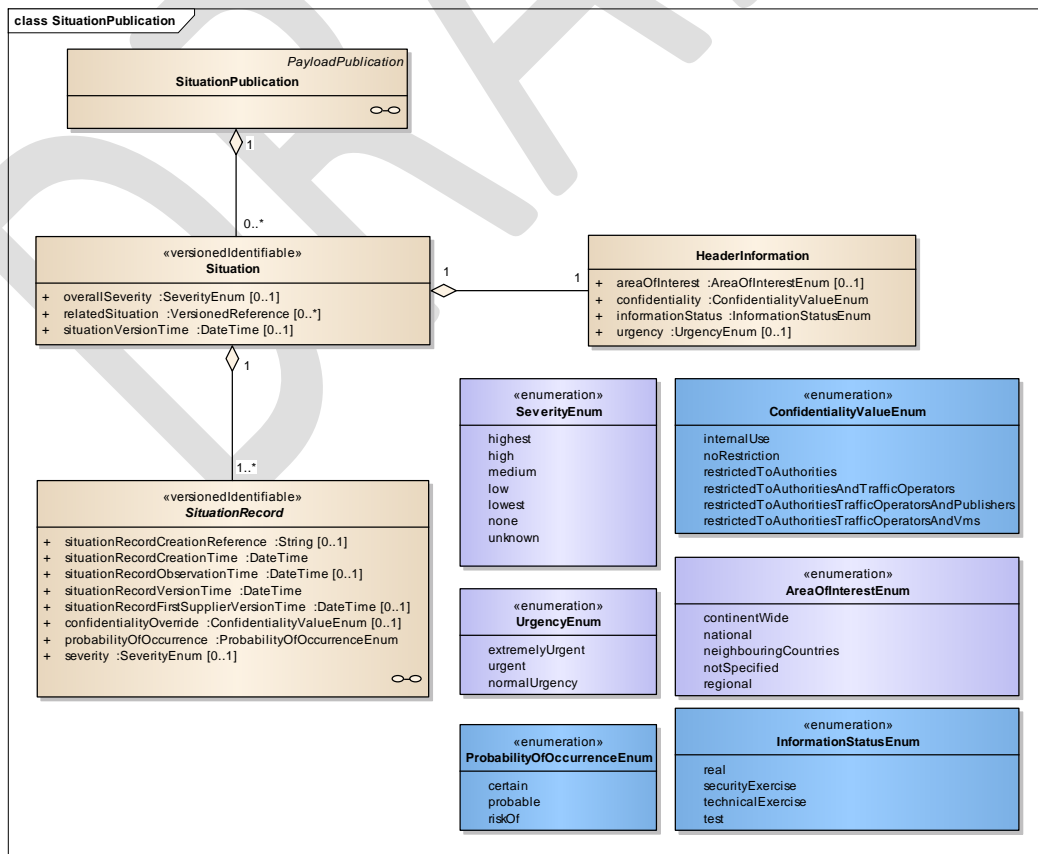 class SituationPublication
PayloadPublication
SituationPublication
1
0..*
«versionedIdentifiable»
Situation
+ overallSeverity :SeverityEnum [0..1]
+ relatedSituation :VersionedReference [0..*]
+ situationVersionTime :DateTime [0..1]
1
1
HeaderInformation
+ areaOfInterest :AreaOfInterestEnum [0..1]
+ confidentiality :ConfidentialityValueEnum
+ informationStatus :InformationStatusEnum
+ urgency :UrgencyEnum [0..1]
1
1..*
«versionedIdentifiable»
SituationRecord
+ situationRecordCreationReference :String [0..1]
+ situationRecordCreationTime :DateTime
+ situationRecordObservationTime :DateTime [0..1]
+ situationRecordVersionTime :DateTime
+ situationRecordFirstSupplierVersionTime :DateTime [0..1]
+ confidentialityOverride :ConfidentialityValueEnum [0..1]
+ probabilityOfOccurrence :ProbabilityOfOccurrenceEnum
+ severity :SeverityEnum [0..1]
«enumeration»
SeverityEnum
highest
high
medium
low
lowest
none
unknown
«enumeration»
ConfidentialityValueEnum
internalUse
noRestriction
restrictedToAuthorities
restrictedToAuthoritiesAndTrafficOperators
restrictedToAuthoritiesTrafficOperatorsAndPublishers
restrictedToAuthoritiesTrafficOperatorsAndVms
«enumeration»
UrgencyEnum
extremelyUrgent
urgent
normalUrgency
«enumeration»
AreaOfInterestEnum
continentWide
national
neighbouringCountries
notSpecified
regional
«enumeration»
ProbabilityOfOccurrenceEnum
certain
probable
riskOf
«enumeration»
InformationStatusEnum
real
securityExercise
technicalExercise
test